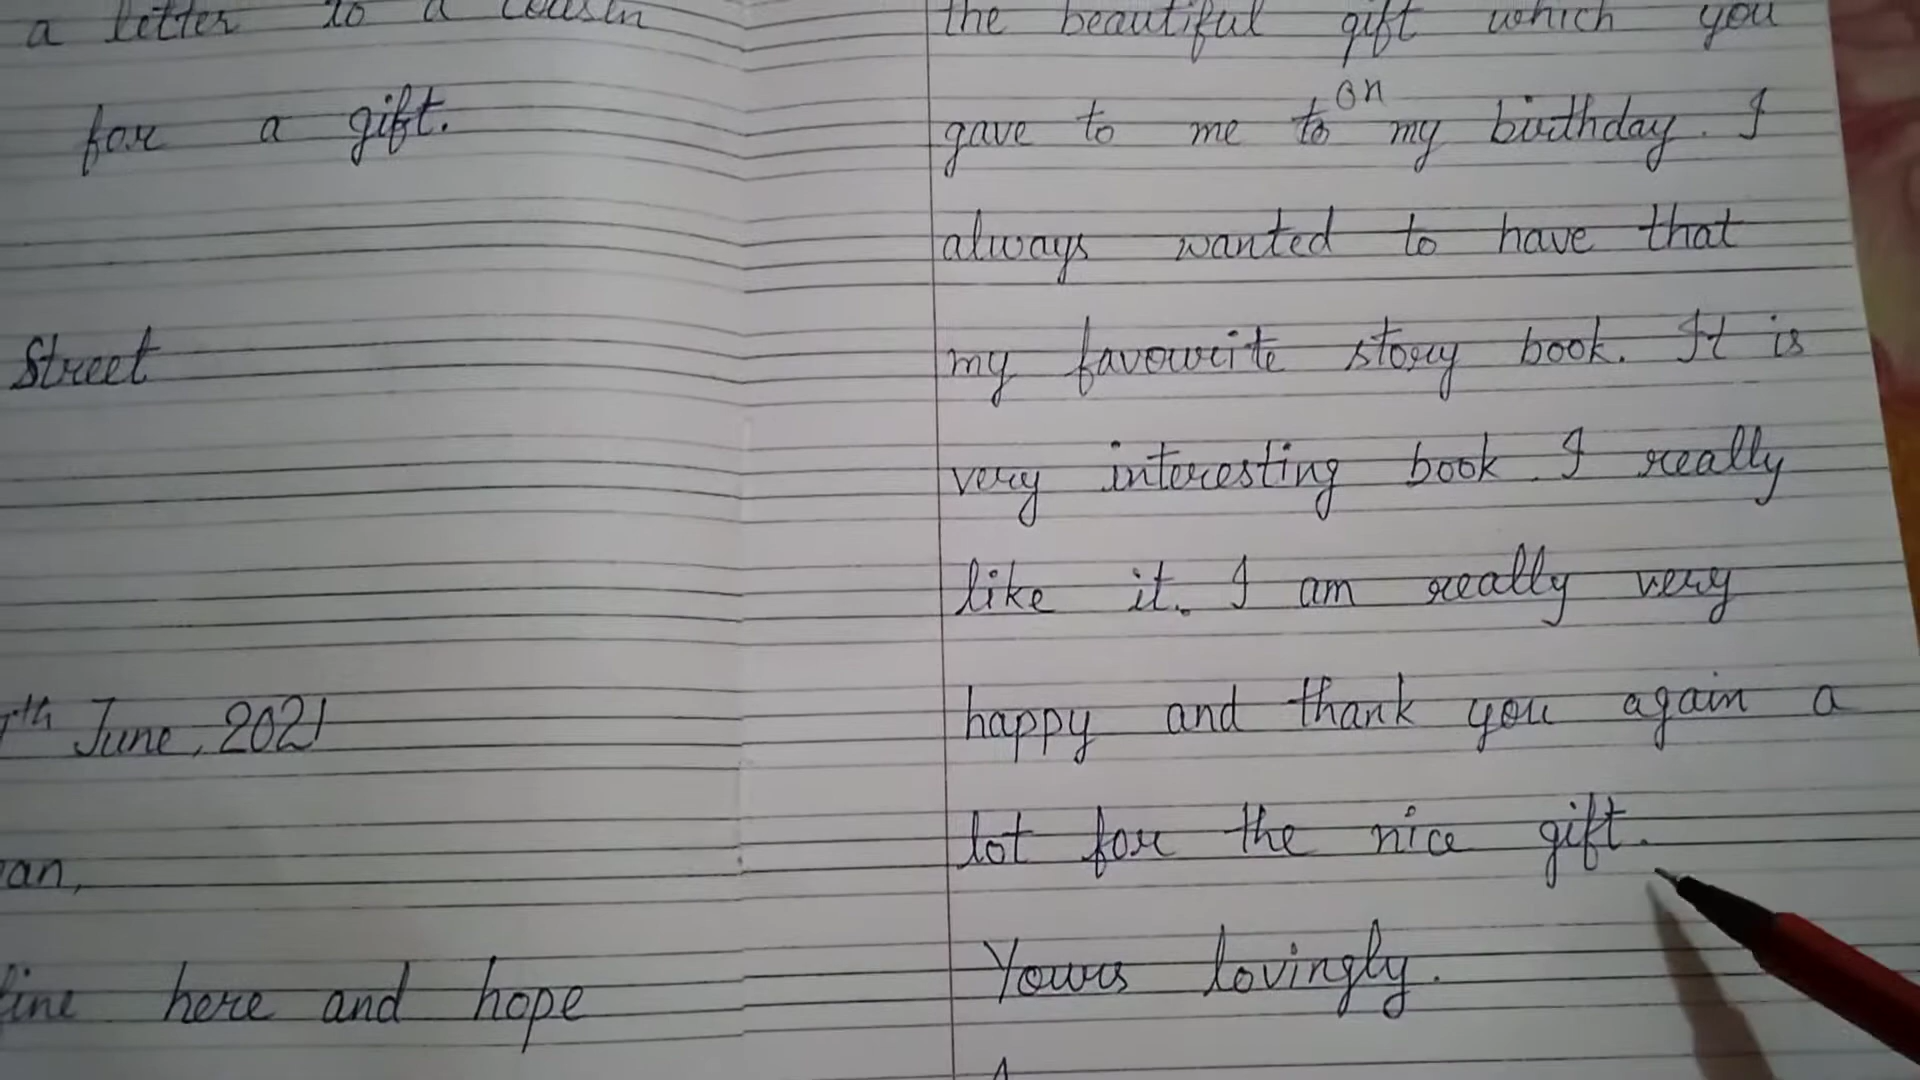 a letter to a cousin
for a gift.
Street
th June, 2021
an,
fine here and hope
the beautiful gift which you
gave to me to on my birthday. I
always wanted to have that
my favourite story book. It is
very interesting book. I really
like it. I am really very
happy and thank you again a
lot for the nice gift.
Yours lovingly.